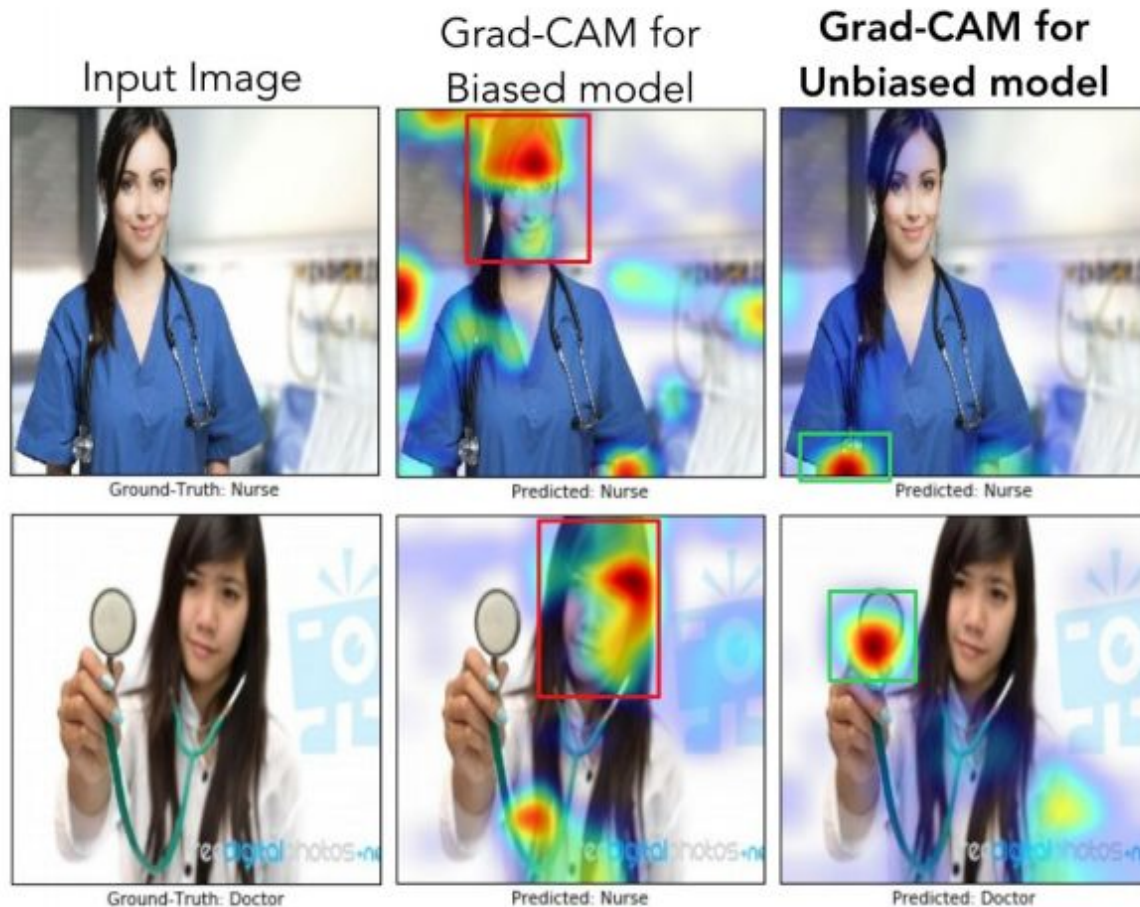 Input Image
Grad-CAM for
Biased model
Grad-CAM for
Unbiased model
Ground-Truth: Nurse
Predicted: Nurse
Predicted: Nurse
Ground-Truth: Doctor
Predicted: Nurse
Predicted: Doctor